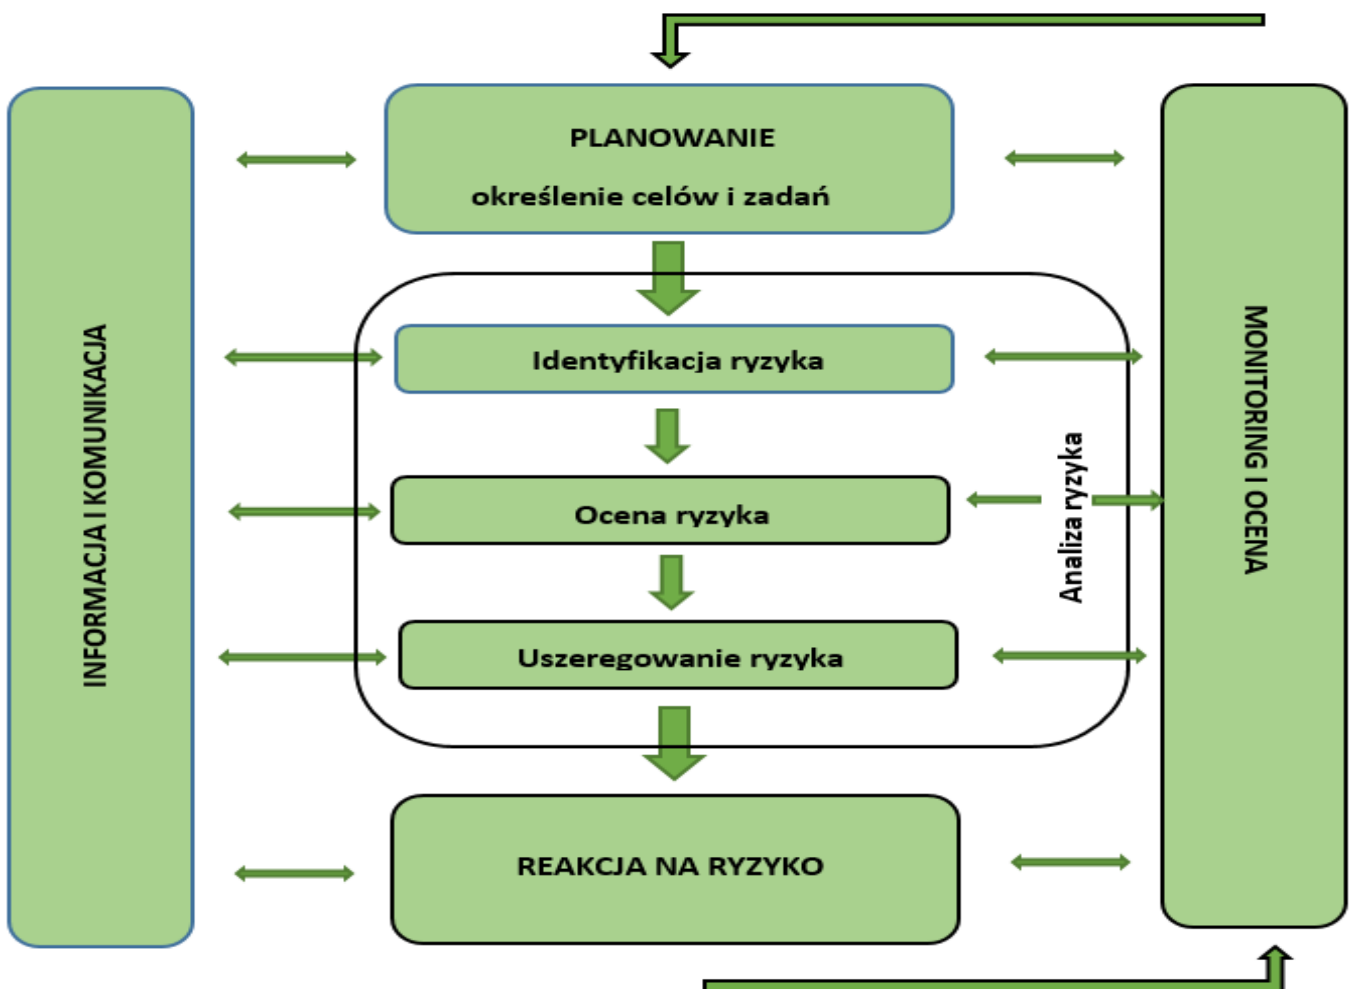 PLANOWANIE
określenie celów i zadań
INFORMACJA I KOMUNIKACJA
Identyfikacja ryzyka
Ocena ryzyka
Uszeregowanie ryzyka
Analiza ryzyka
MONITORING I OCENA
REAKCJA NA RYZYKO